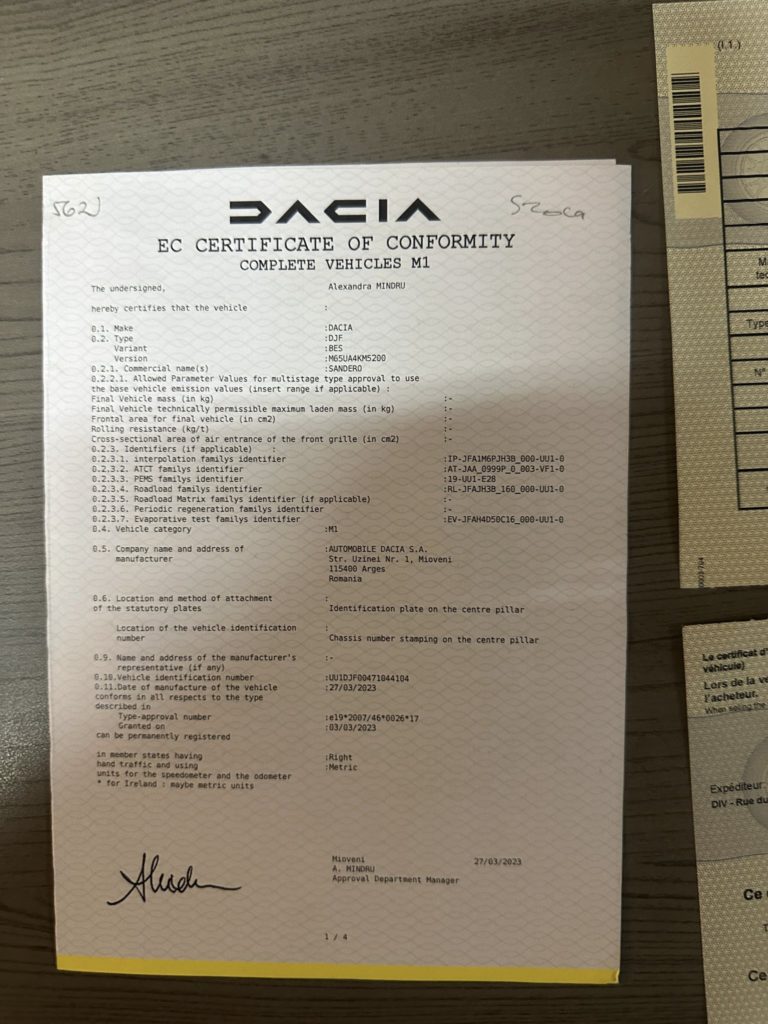 562J
DACIA
EC CERTIFICATE OF CONFORMITY
COMPLETE VEHICLES M1
The undersigned, Alexandra MINDRU
hereby certifies that the vehicle :
0.1. Make :DACIA
0.2. Type :DJF
Variant :BES
Version :M65UA4KM5200
0.2.1. Commercial name(s) :SANDERO
0.2.2.1. Allowed Parameter Values for multistage type approval to use
the base vehicle emission values (insert range if applicable) :
Final Vehicle mass (in kg) :-
Final Vehicle technically permissible maximum laden mass (in kg) :-
Frontal area for final vehicle (in cm2) :-
Rolling resistance (kg/t) :-
Cross-sectional area of air entrance of the front grille (in cm2) :-
0.2.3. Identifiers (if applicable) :
0.2.3.1. interpolation familys identifier :IP-JFA1M6PJH3B_000-UU1-0
0.2.3.2. ATCT familys identifier :AT-JAA_0999P_0_003-VF1-0
0.2.3.3. PEMS familys identifier :19-UU1-E28
0.2.3.4. Roadload familys identifier :RL-JFAJH3B_160_000-UU1-0
0.2.3.5. Roadload Matrix familys identifier (if applicable) :-
0.2.3.6. Periodic regeneration familys identifier :-
0.2.3.7. Evaporative test familys identifier :EV-JFAH4D50C16_000-UU1-0
0.4. Vehicle category :M1
0.5. Company name and address of :AUTOMOBILE DACIA S.A.
manufacturer Str. Uzinei Nr. 1, Mioveni
115400 Arges
Romania
0.6. Location and method of attachment :
of the statutory plates Identification plate on the centre pillar
Location of the vehicle identification :
number Chassis number stamping on the centre pillar
0.9. Name and address of the manufacturer's :-
representative (if any)
0.10.Vehicle identification number :UU1DJF00471044104
0.11.Date of manufacture of the vehicle :27/03/2023
conforms in all respects to the type
described in
Type-approval number :e19*2007/46*0026*17
Granted on :03/03/2023
can be permanently registered
in member states having :Right
hand traffic and using :Metric
units for the speedometer and the odometer
* for Ireland : maybe metric units
Mioveni 27/03/2023
A. MINDRU
Approval Department Manager
1 / 4
(I.1.)
M
tec
Type
N°
Le certificat d'
véhicule)
Lors de la ve
l'acheteur.
When selling the
Expéditeur:
DIV - Rue du
Ce
Ce